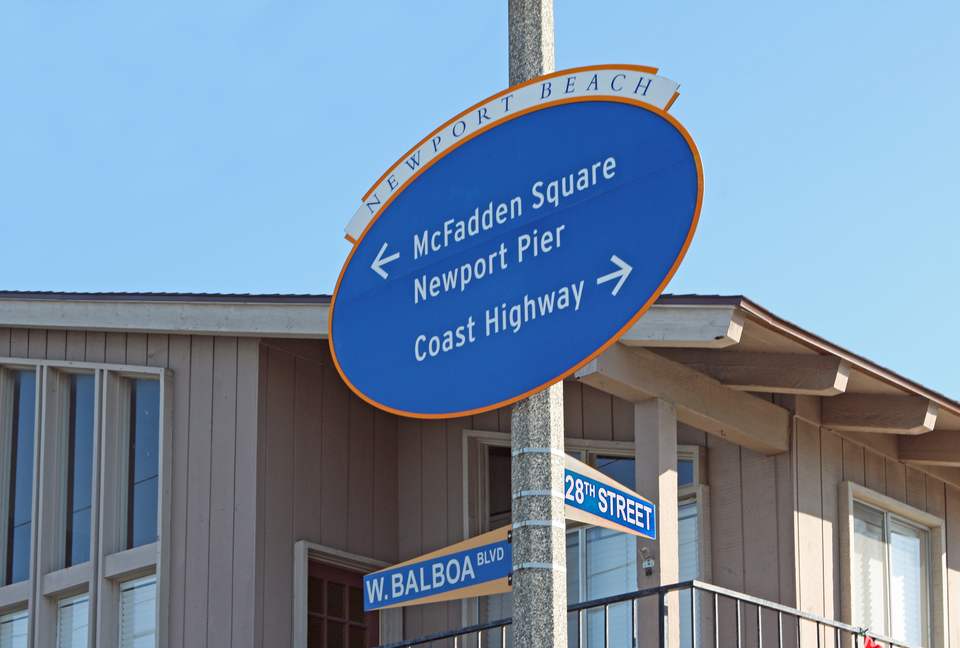 NEWPORT BEACH
← McFadden Square
Newport Pier
Coast Highway →
28TH STREET
W. BALBOA BLVD